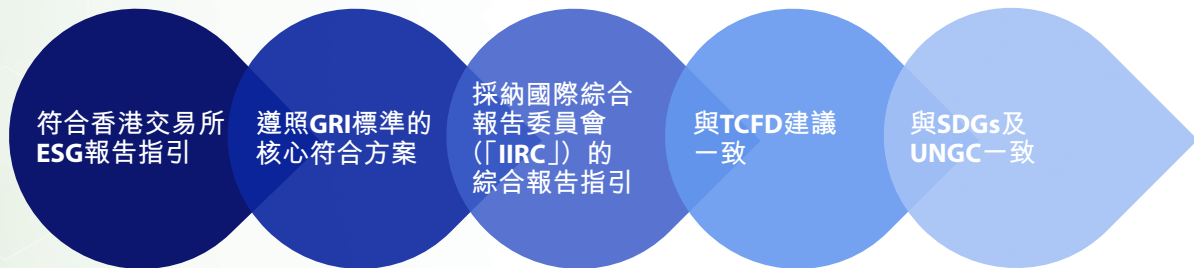 符合香港交易所
ESG報告指引
遵照GRI標準的
核心符合方案
採納國際綜合
報告委員會
（「IIRC」）的
綜合報告指引
與TCFD建議
一致
與SDGs及
UNGC一致